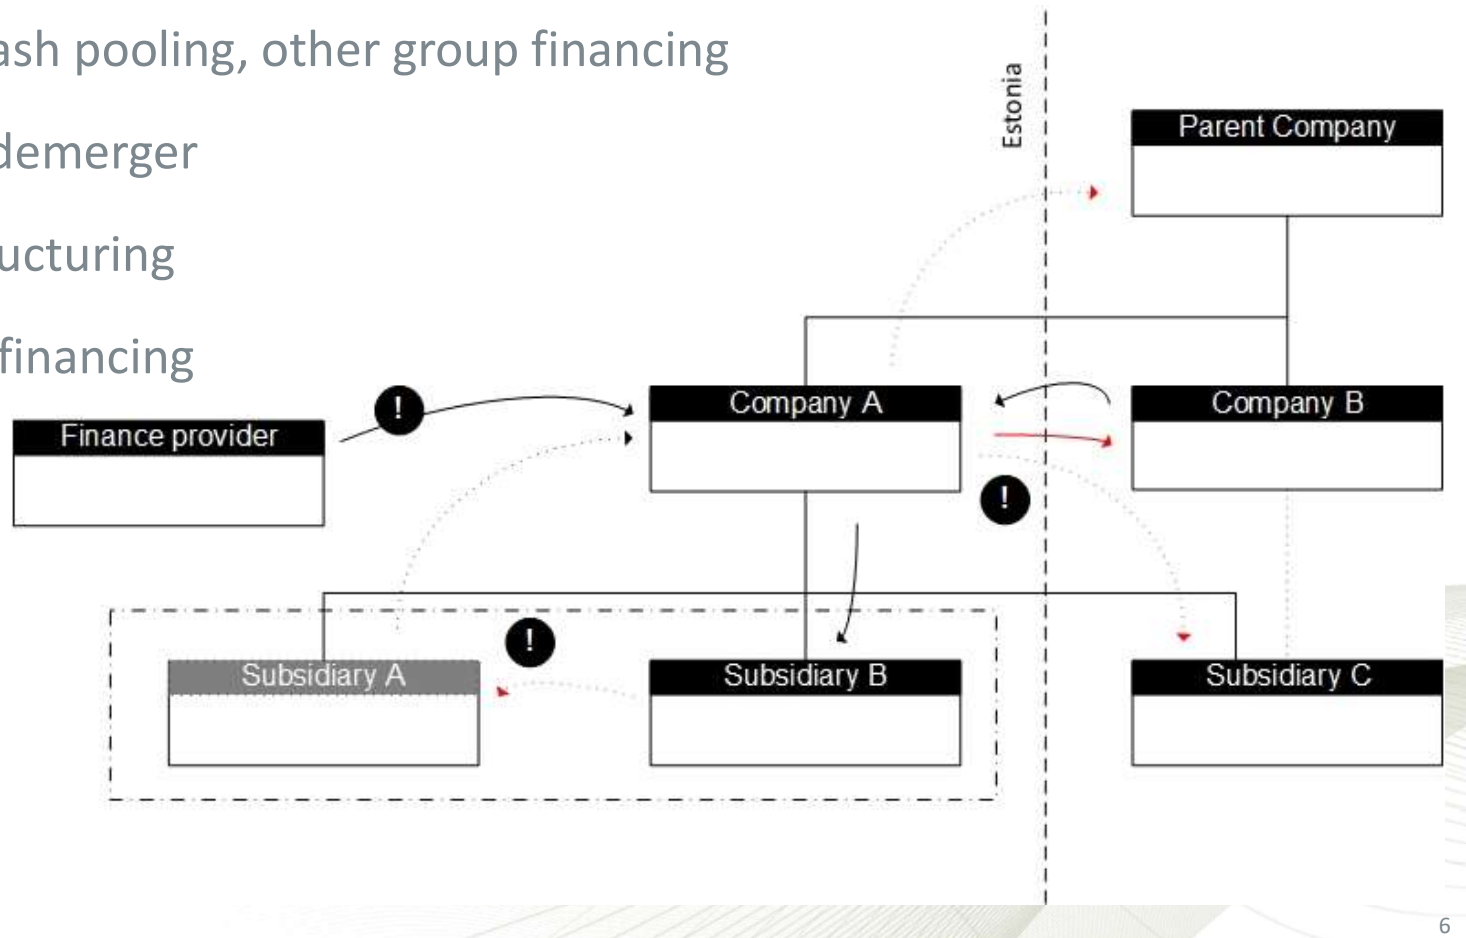 ash pooling, other group financing
demerger
ucturing
financing
Estonia
Parent Company
!
Company A
Company B
Finance provider
!
!
Subsidiary A
Subsidiary B
Subsidiary C
6